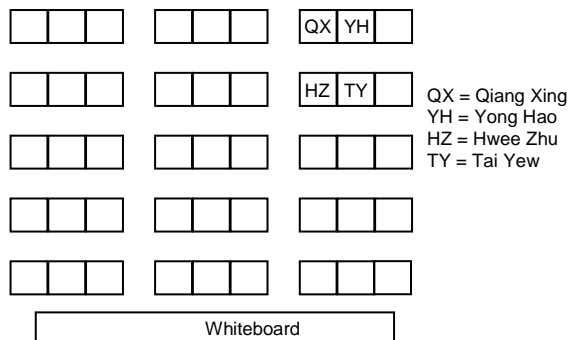 QX YH
HZ TY
QX = Qiang Xing
YH = Yong Hao
HZ = Hwee Zhu
TY = Tai Yew
Whiteboard